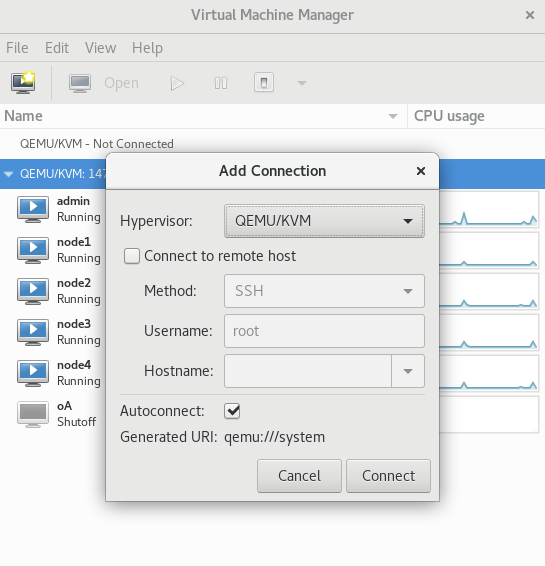 Virtual Machine Manager
File Edit View Help
Open
Name CPU usage
QEMU/KVM - Not Connected
QEMU/KVM: 147
Add Connection
admin
Running
Hypervisor: QEMU/KVM
node1
Running
Connect to remote host
node2
Running
Method: SSH
node3
Running
Username: root
node4
Running
Hostname:
oA
Shutoff
Autoconnect:
Generated URI: qemu:///system
Cancel Connect